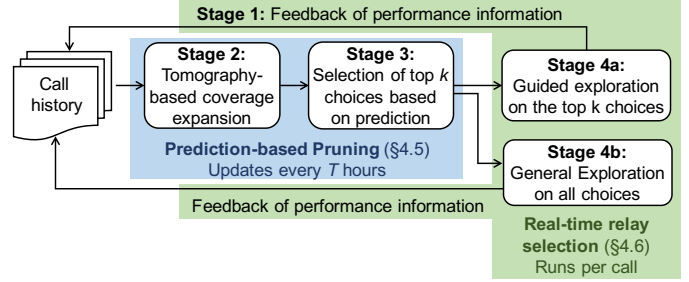 Stage 1: Feedback of performance information
Call
history
Stage 2:
Tomography-
based coverage
expansion
Stage 3:
Selection of top k
choices based
on prediction
Stage 4a:
Guided exploration
on the top k choices
Prediction-based Pruning (§4.5)
Updates every T hours
Stage 4b:
General Exploration
on all choices
Feedback of performance information
Real-time relay
selection (§4.6)
Runs per call